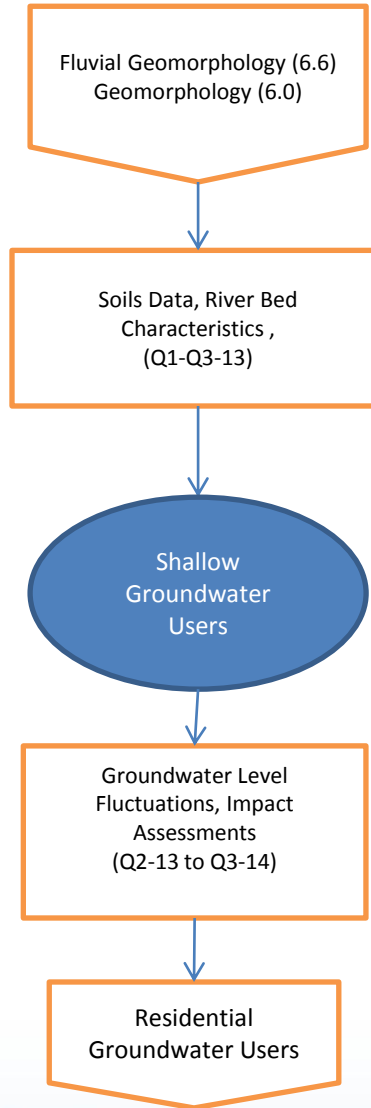 Fluvial Geomorphology (6.6)
Geomorphology (6.0)
Soils Data, River Bed
Characteristics ,
(Q1-Q3-13)
Shallow
Groundwater
Users
Groundwater Level
Fluctuations, Impact
Assessments
(Q2-13 to Q3-14)
Residential
Groundwater Users